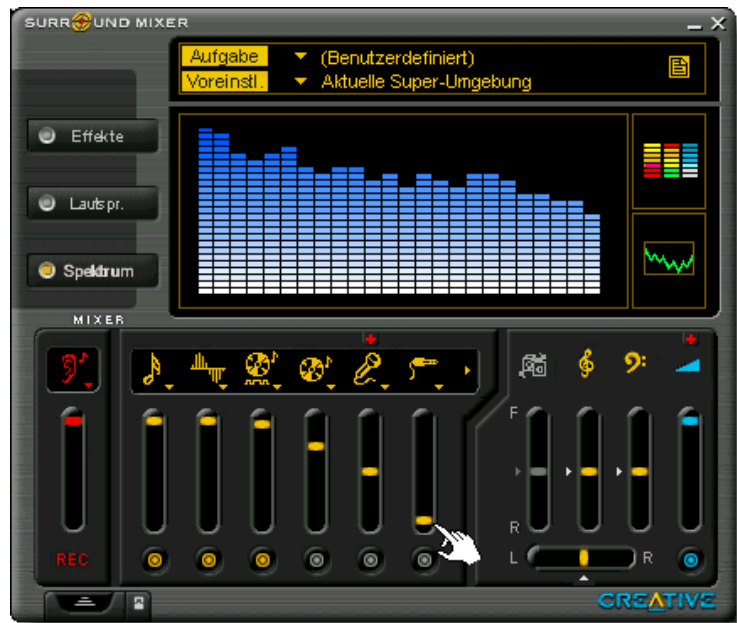 SURROUND MIXER
Aufgabe (Benutzerdefiniert)
Voreinstl. Aktuelle Super-Umgebung
Effekte
Lautspr.
Spektrum
MIXER
F
R
REC
L R
CREATIVE